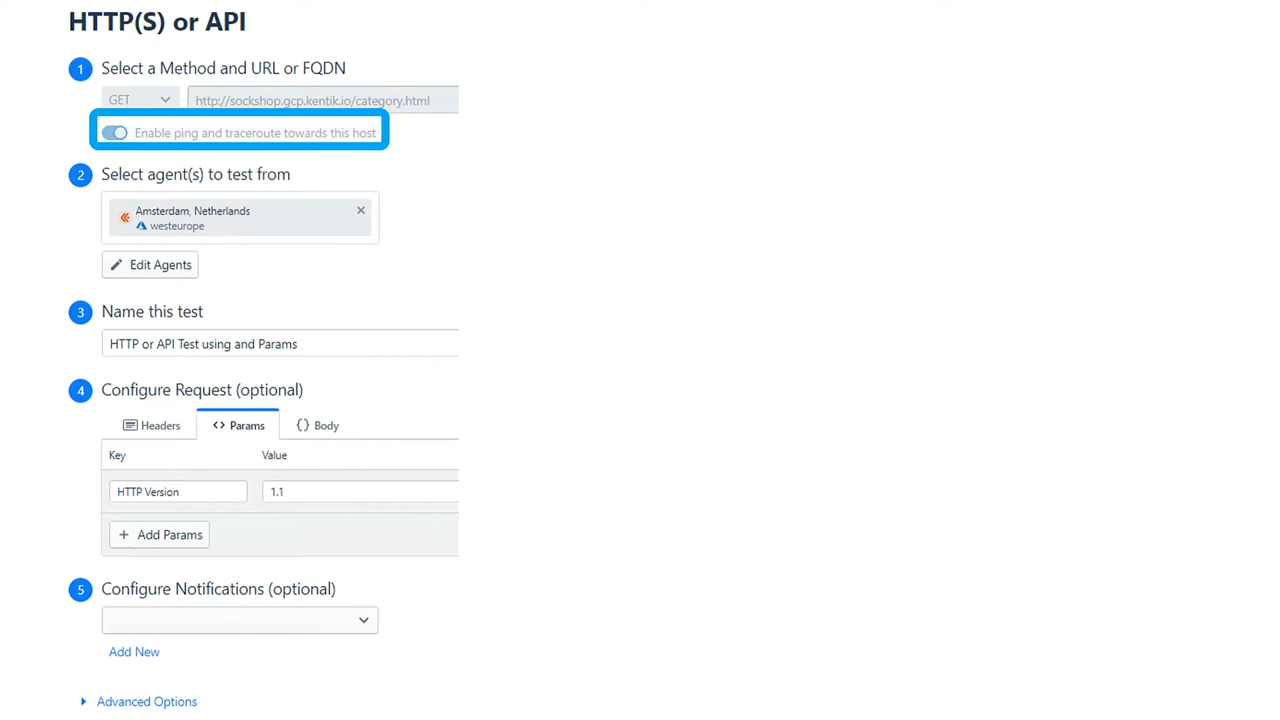 HTTP(S) or API
1 Select a Method and URL or FQDN
GET http://sockshop.gcp.kentik.io/category.html
Enable ping and traceroute towards this host
2 Select agent(s) to test from
Amsterdam, Netherlands
westeurope
Edit Agents
3 Name this test
HTTP or API Test using and Params
4 Configure Request (optional)
Headers <> Params {} Body
Key Value
HTTP Version 1.1
+ Add Params
5 Configure Notifications (optional)
Add New
Advanced Options